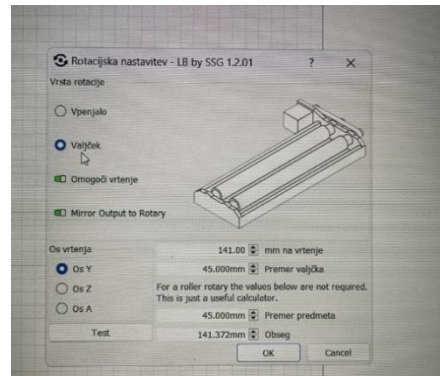 Rotacijska nastavitev - LB by SSG 1.2.01 ? X
Vrsta rotacije
Vpenjalo
Valjček
Omogoči vrtenje
Mirror Output to Rotary
Os vrtenja
141.00 mm na vrtenje
Os Y
45.000mm Premer valjčka
Os Z
For a roller rotary the values below are not required.
This is just a useful calculator.
Os A
45.000mm Premer predmeta
Test
141.372mm Obseg
OK Cancel